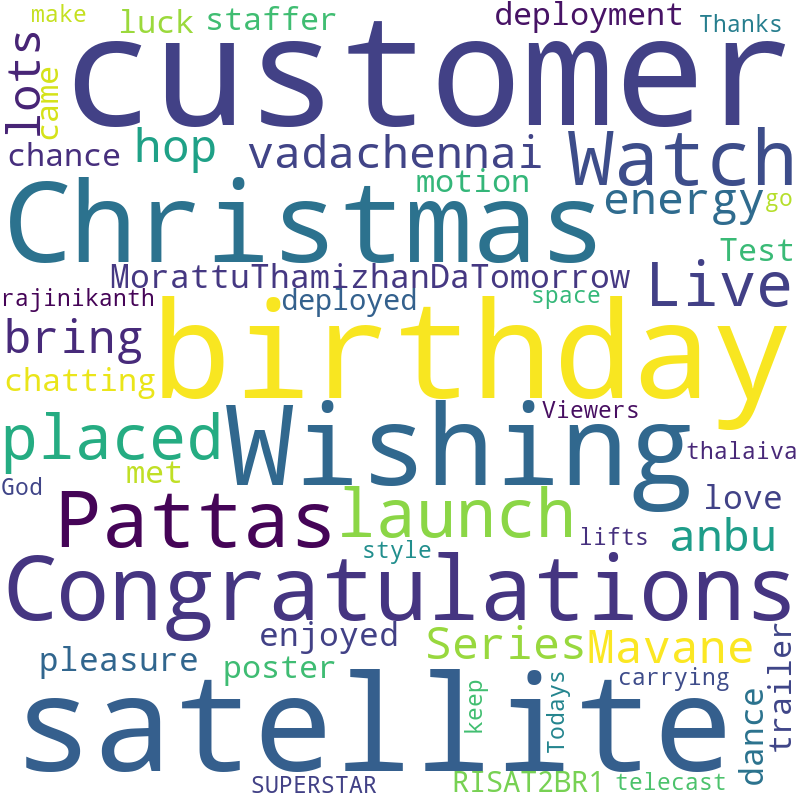 make
luck
staffer
deployment
Thanks
lots
came
customer
chance
hop
vadachennai
Watch
Christmas
motion
energy
go
Test
MorattuThamizhanDaTomorrow
Live
rajinikanth
deployed
space
bring
birthday
chatting
Viewers
placed
Wishing
thalaiva
met
God
Pattas
launch
love
lifts
anbu
style
Congratulations
enjoyed
Series
Mavane
trailer
pleasure
poster
carrying
satellite
keep
Todays
dance
SUPERSTAR
RISAT2BR1
telecast